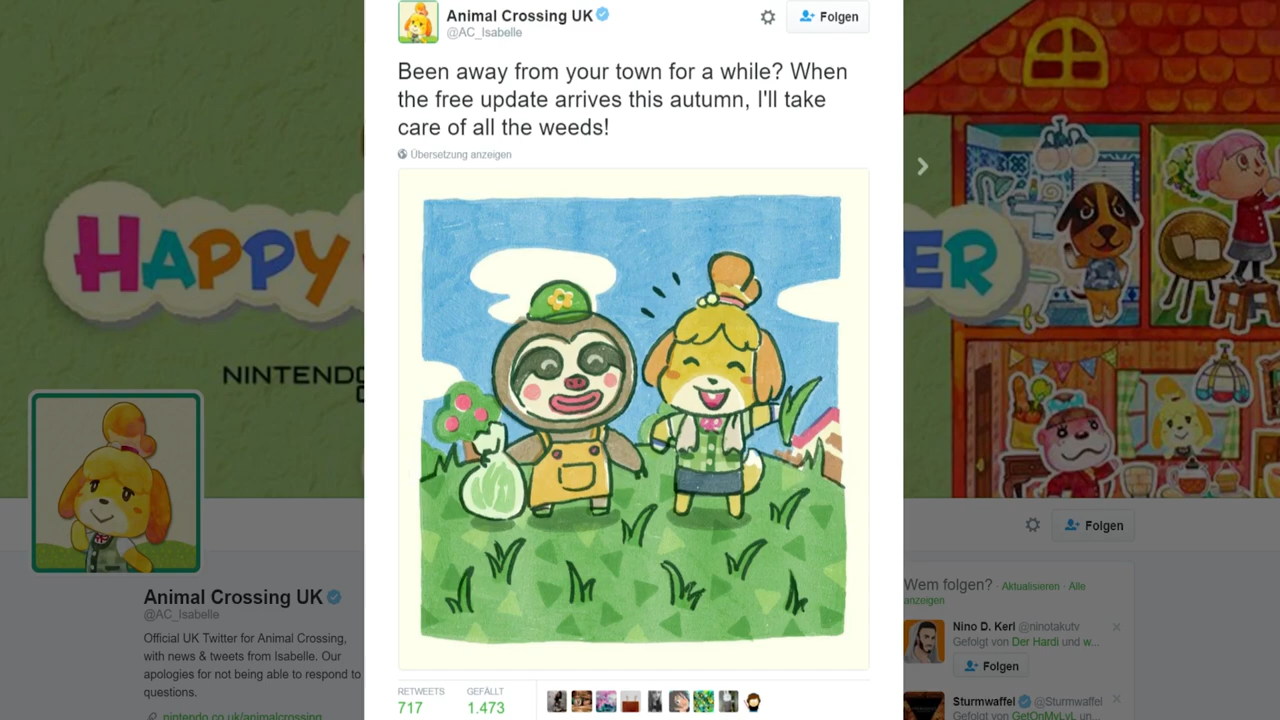 Animal Crossing UK
@AC_Isabelle
Folgen
Been away from your town for a while? When
the free update arrives this autumn, I'll take
care of all the weeds!
Übersetzung anzeigen
RETWEETS
717
GEFÄLLT
1.473
HAPPY
ER
NINTENDO
Animal Crossing UK
@AC_Isabelle
Official UK Twitter for Animal Crossing,
with news & tweets from Isabelle. Our
apologies for not being able to respond to
questions.
nintendo.co.uk/animalcrossing
Folgen
Wem folgen? · Aktualisieren · Alle
anzeigen
Nino D. Kerl @ninotakutv
Gefolgt von Der Hardi und w...
Folgen
Sturmwaffel @Sturmwaffel
Gefolgt von GetOnMyLvL un...